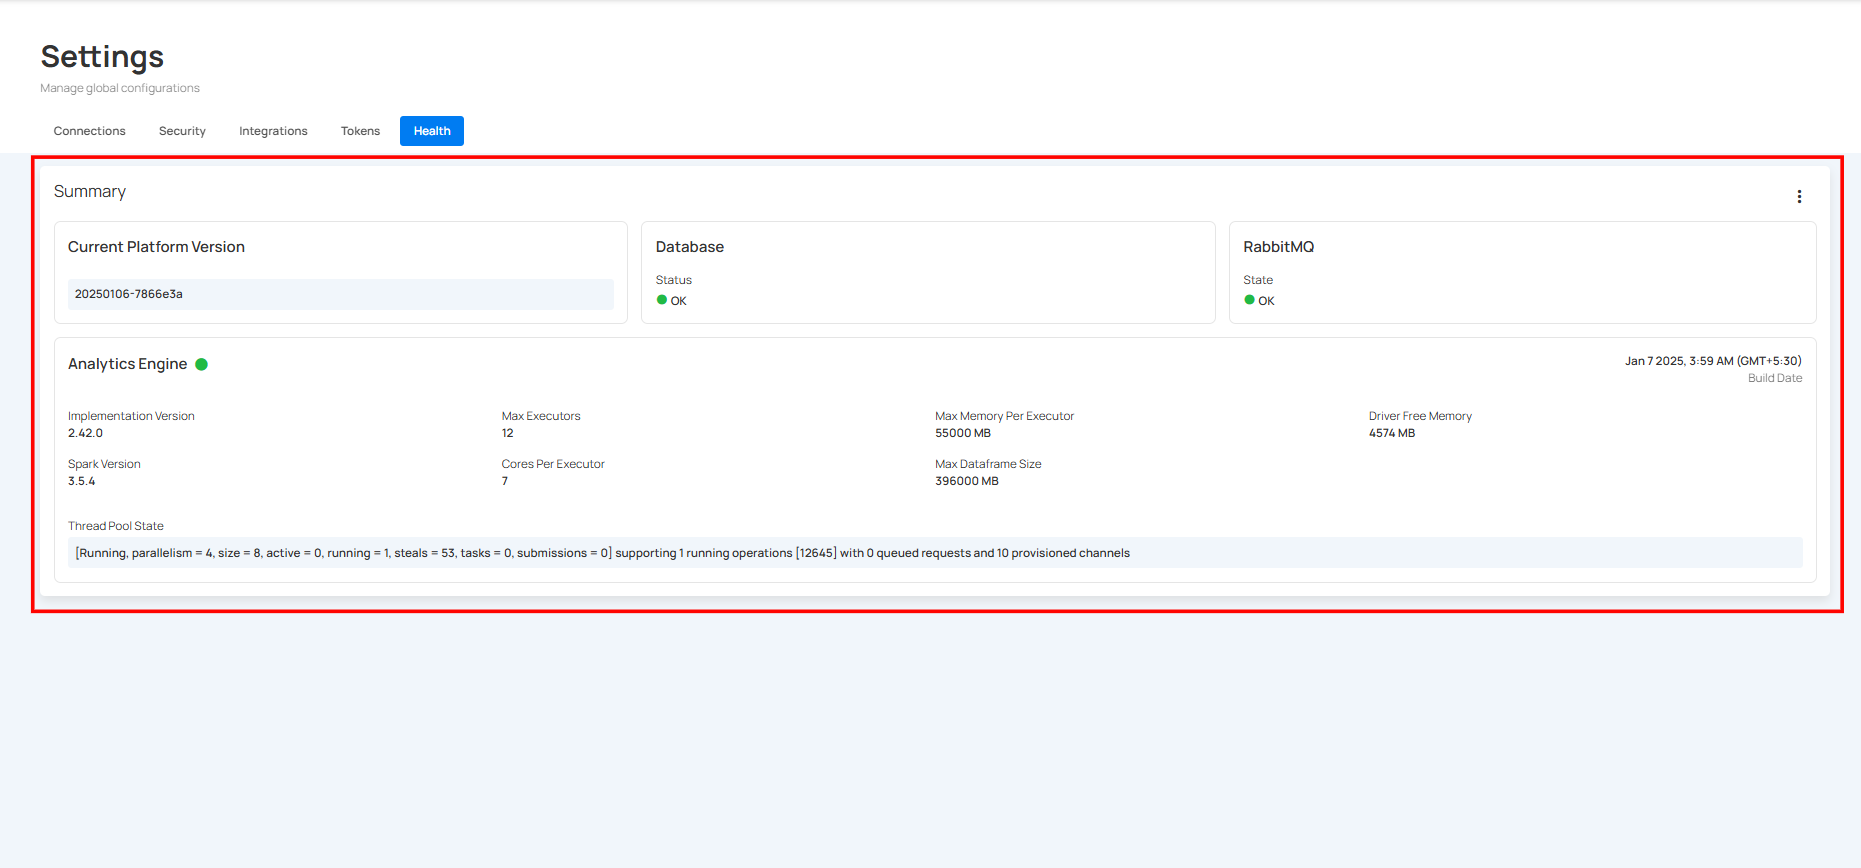 Settings
Manage global configurations
Connections Security Integrations Tokens Health
Summary
Current Platform Version
20250106-7866e3a
Database
Status
OK
RabbitMQ
State
OK
Analytics Engine
Jan 7 2025, 3:59 AM (GMT+5:30)
Build Date
Implementation Version
2.42.0
Max Executors
12
Max Memory Per Executor
55000 MB
Driver Free Memory
4574 MB
Spark Version
3.5.4
Cores Per Executor
7
Max Dataframe Size
396000 MB
Thread Pool State
[Running, parallelism = 4, size = 8, active = 0, running = 1, steals = 53, tasks = 0, submissions = 0] supporting 1 running operations [12645] with 0 queued requests and 10 provisioned channels